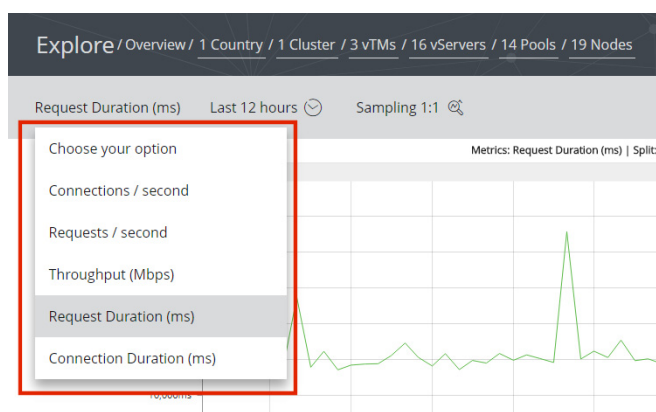 Explore / Overview / 1 Country / 1 Cluster / 3 vTMs / 16 vServers / 14 Pools / 19 Nodes
Request Duration (ms) Last 12 hours Sampling 1:1
Choose your option
Metrics: Request Duration (ms) | Split:
Connections / second
Requests / second
Throughput (Mbps)
Request Duration (ms)
Connection Duration (ms)
10,000ms